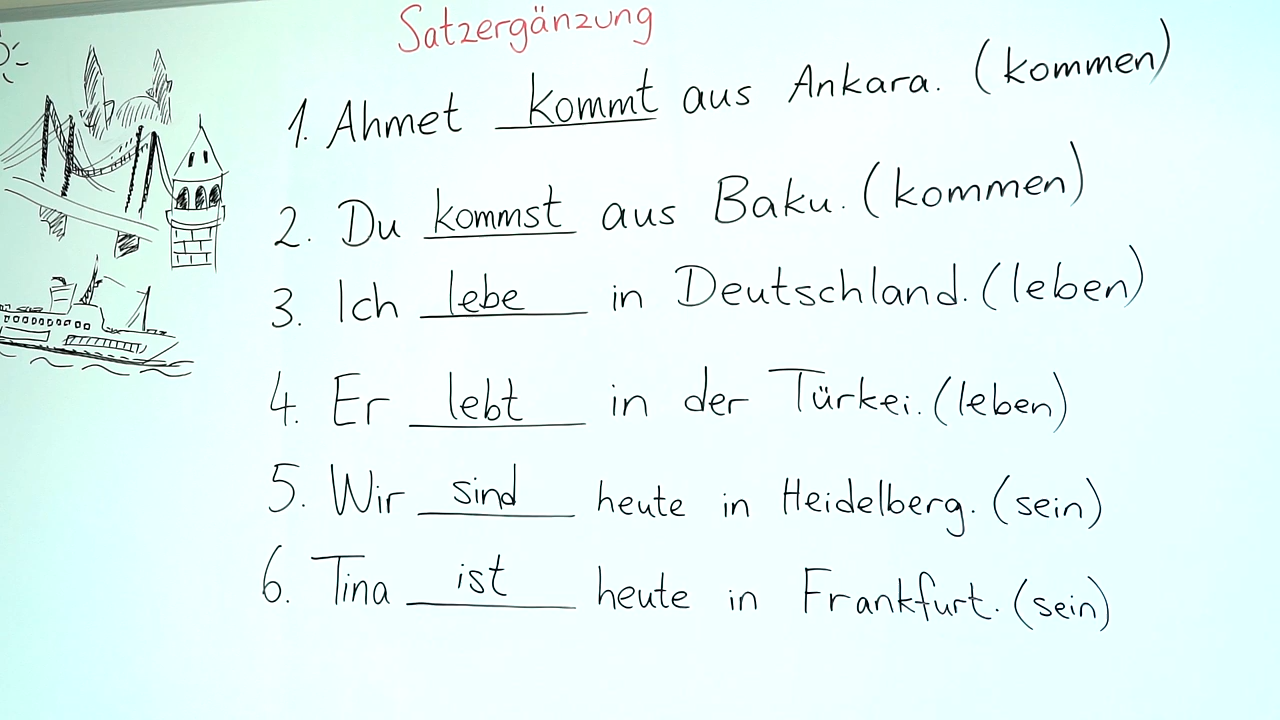 Satzergänzung
1. Ahmet kommt aus Ankara. (kommen)
2. Du kommst aus Baku. (kommen)
3. Ich lebe in Deutschland. (leben)
4. Er lebt in der Türkei. (leben)
5. Wir sind heute in Heidelberg. (sein)
6. Tina ist heute in Frankfurt. (sein)